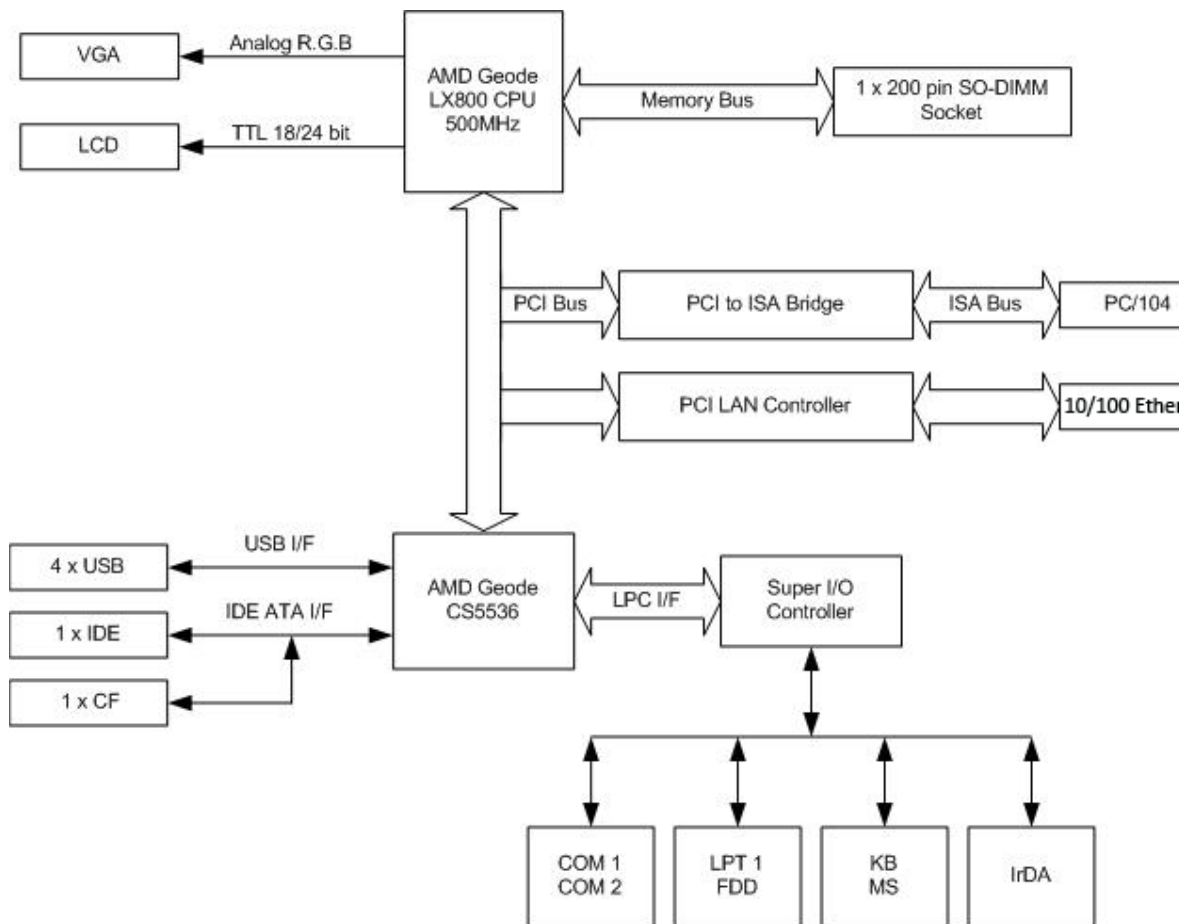 VGA
Analog R.G.B
AMD Geode
LX800 CPU
500MHz
Memory Bus
1 x 200 pin SO-DIMM
Socket
LCD
TTL 18/24 bit
PCI Bus
PCI to ISA Bridge
ISA Bus
PC/104
PCI LAN Controller
10/100 Ether
4 x USB
USB I/F
AMD Geode
CS5536
LPC I/F
Super I/O
Controller
1 x IDE
IDE ATA I/F
1 x CF
COM 1
COM 2
LPT 1
FDD
KB
MS
IrDA